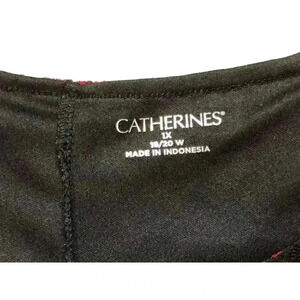 CATHERINES®
1X
18/20 W
MADE IN INDONESIA